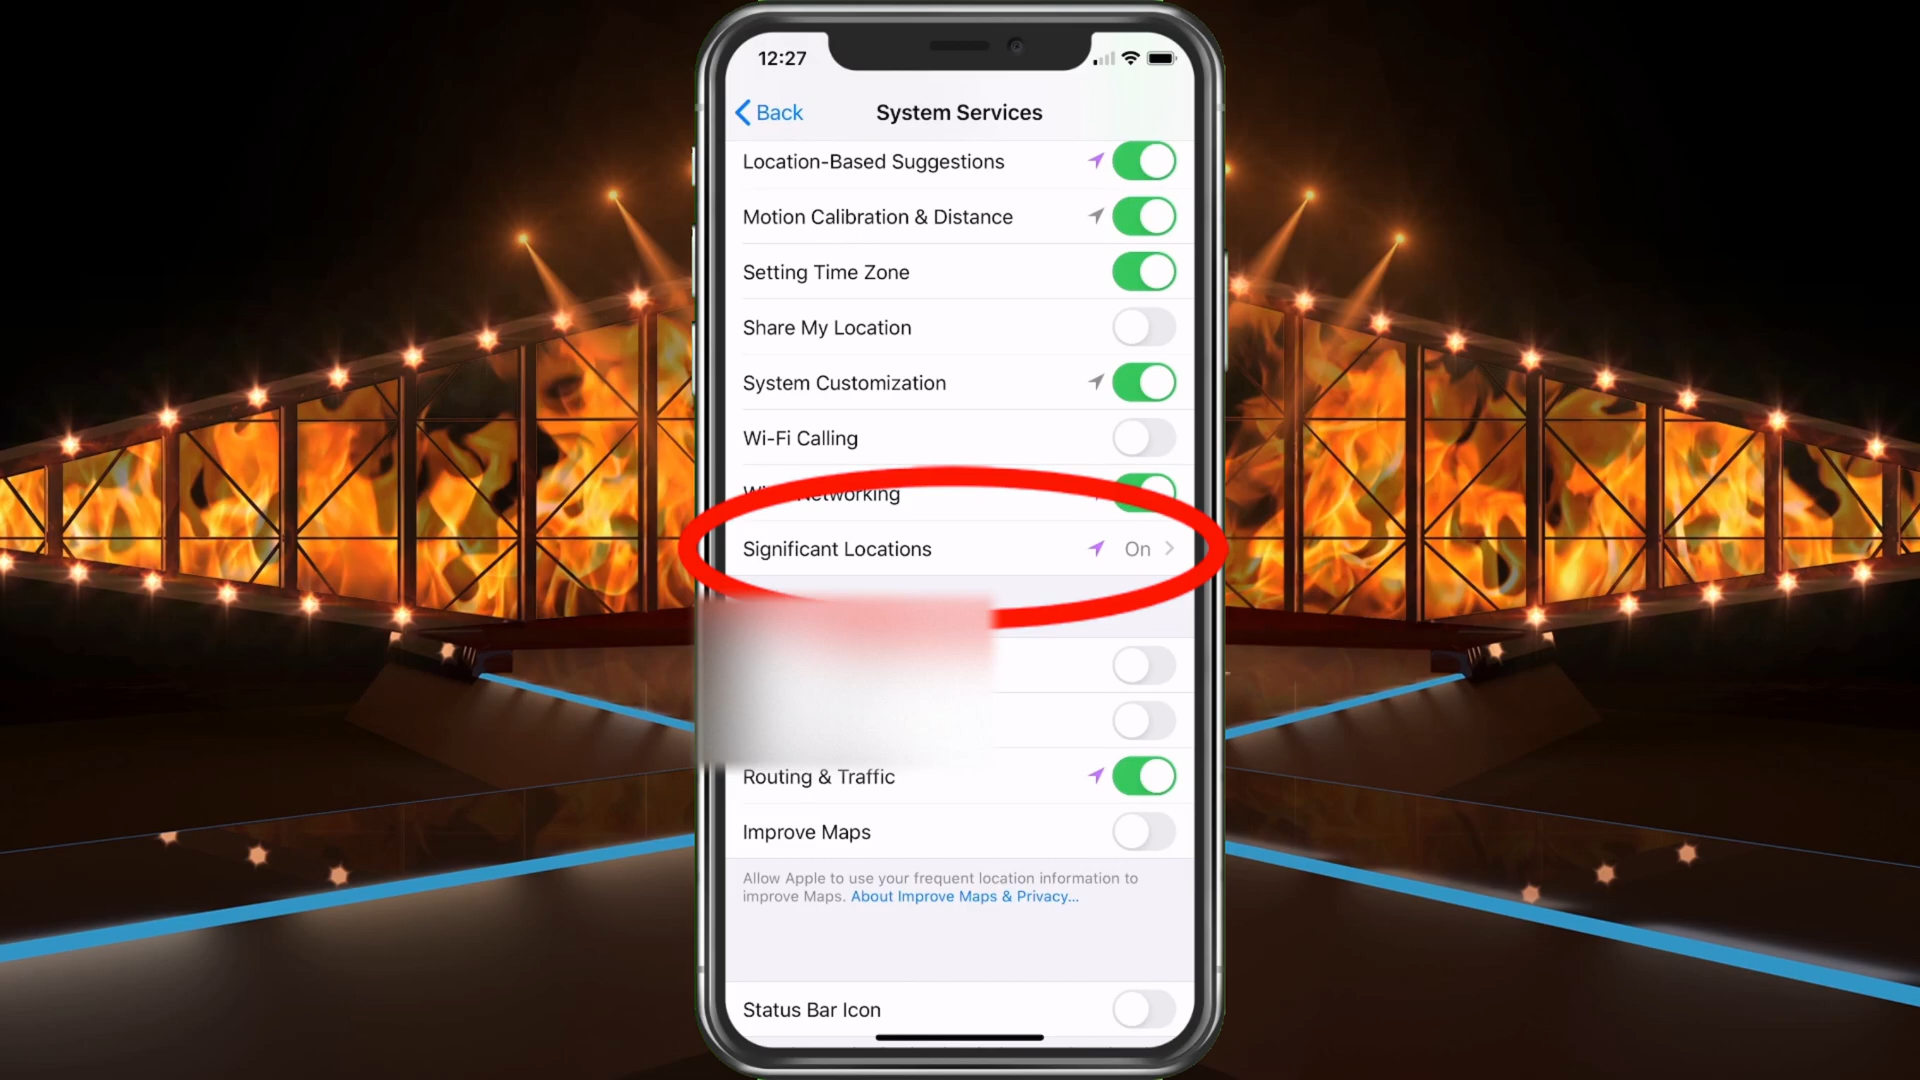 12:27
Back
System Services
Location-Based Suggestions
Motion Calibration & Distance
Setting Time Zone
Share My Location
System Customization
Wi-Fi Calling
Networking
Significant Locations On
Routing & Traffic
Improve Maps
Allow Apple to use your frequent location information to
improve Maps. About Improve Maps & Privacy...
Status Bar Icon